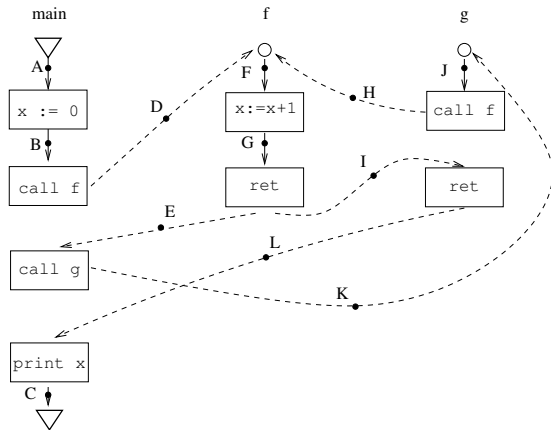 main f g
A F J
x := 0 D x:=x+1 H call f
B G
call f ret I ret
E L
call g K
print x
C